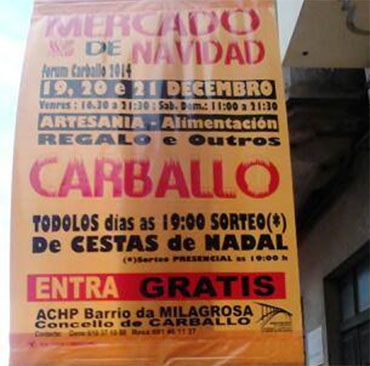 MERCADO
DE NAVIDAD
Forum Carballo 2014
19, 20 e 21 DECEMBRO
Venres: 16.30 a 21:30; Sab. Dom.: 11:00 a 21:30
ARTESANIA - Alimentación
REGALO e Outros
CARBALLO
TODOLOS días as 19:00 SORTEO(*)
De CESTAS de NADAL
(*)Sorteo PRESENCIAL as 19:00 h
ENTRA GRATIS
ACHP Barrio da MILAGROSA
Concello de CARBALLO
Contacto: